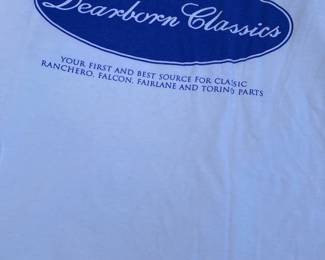 Dearborn Classics
YOUR FIRST AND BEST SOURCE FOR CLASSIC
RANCHERO, FALCON, FAIRLANE AND TORINO PARTS